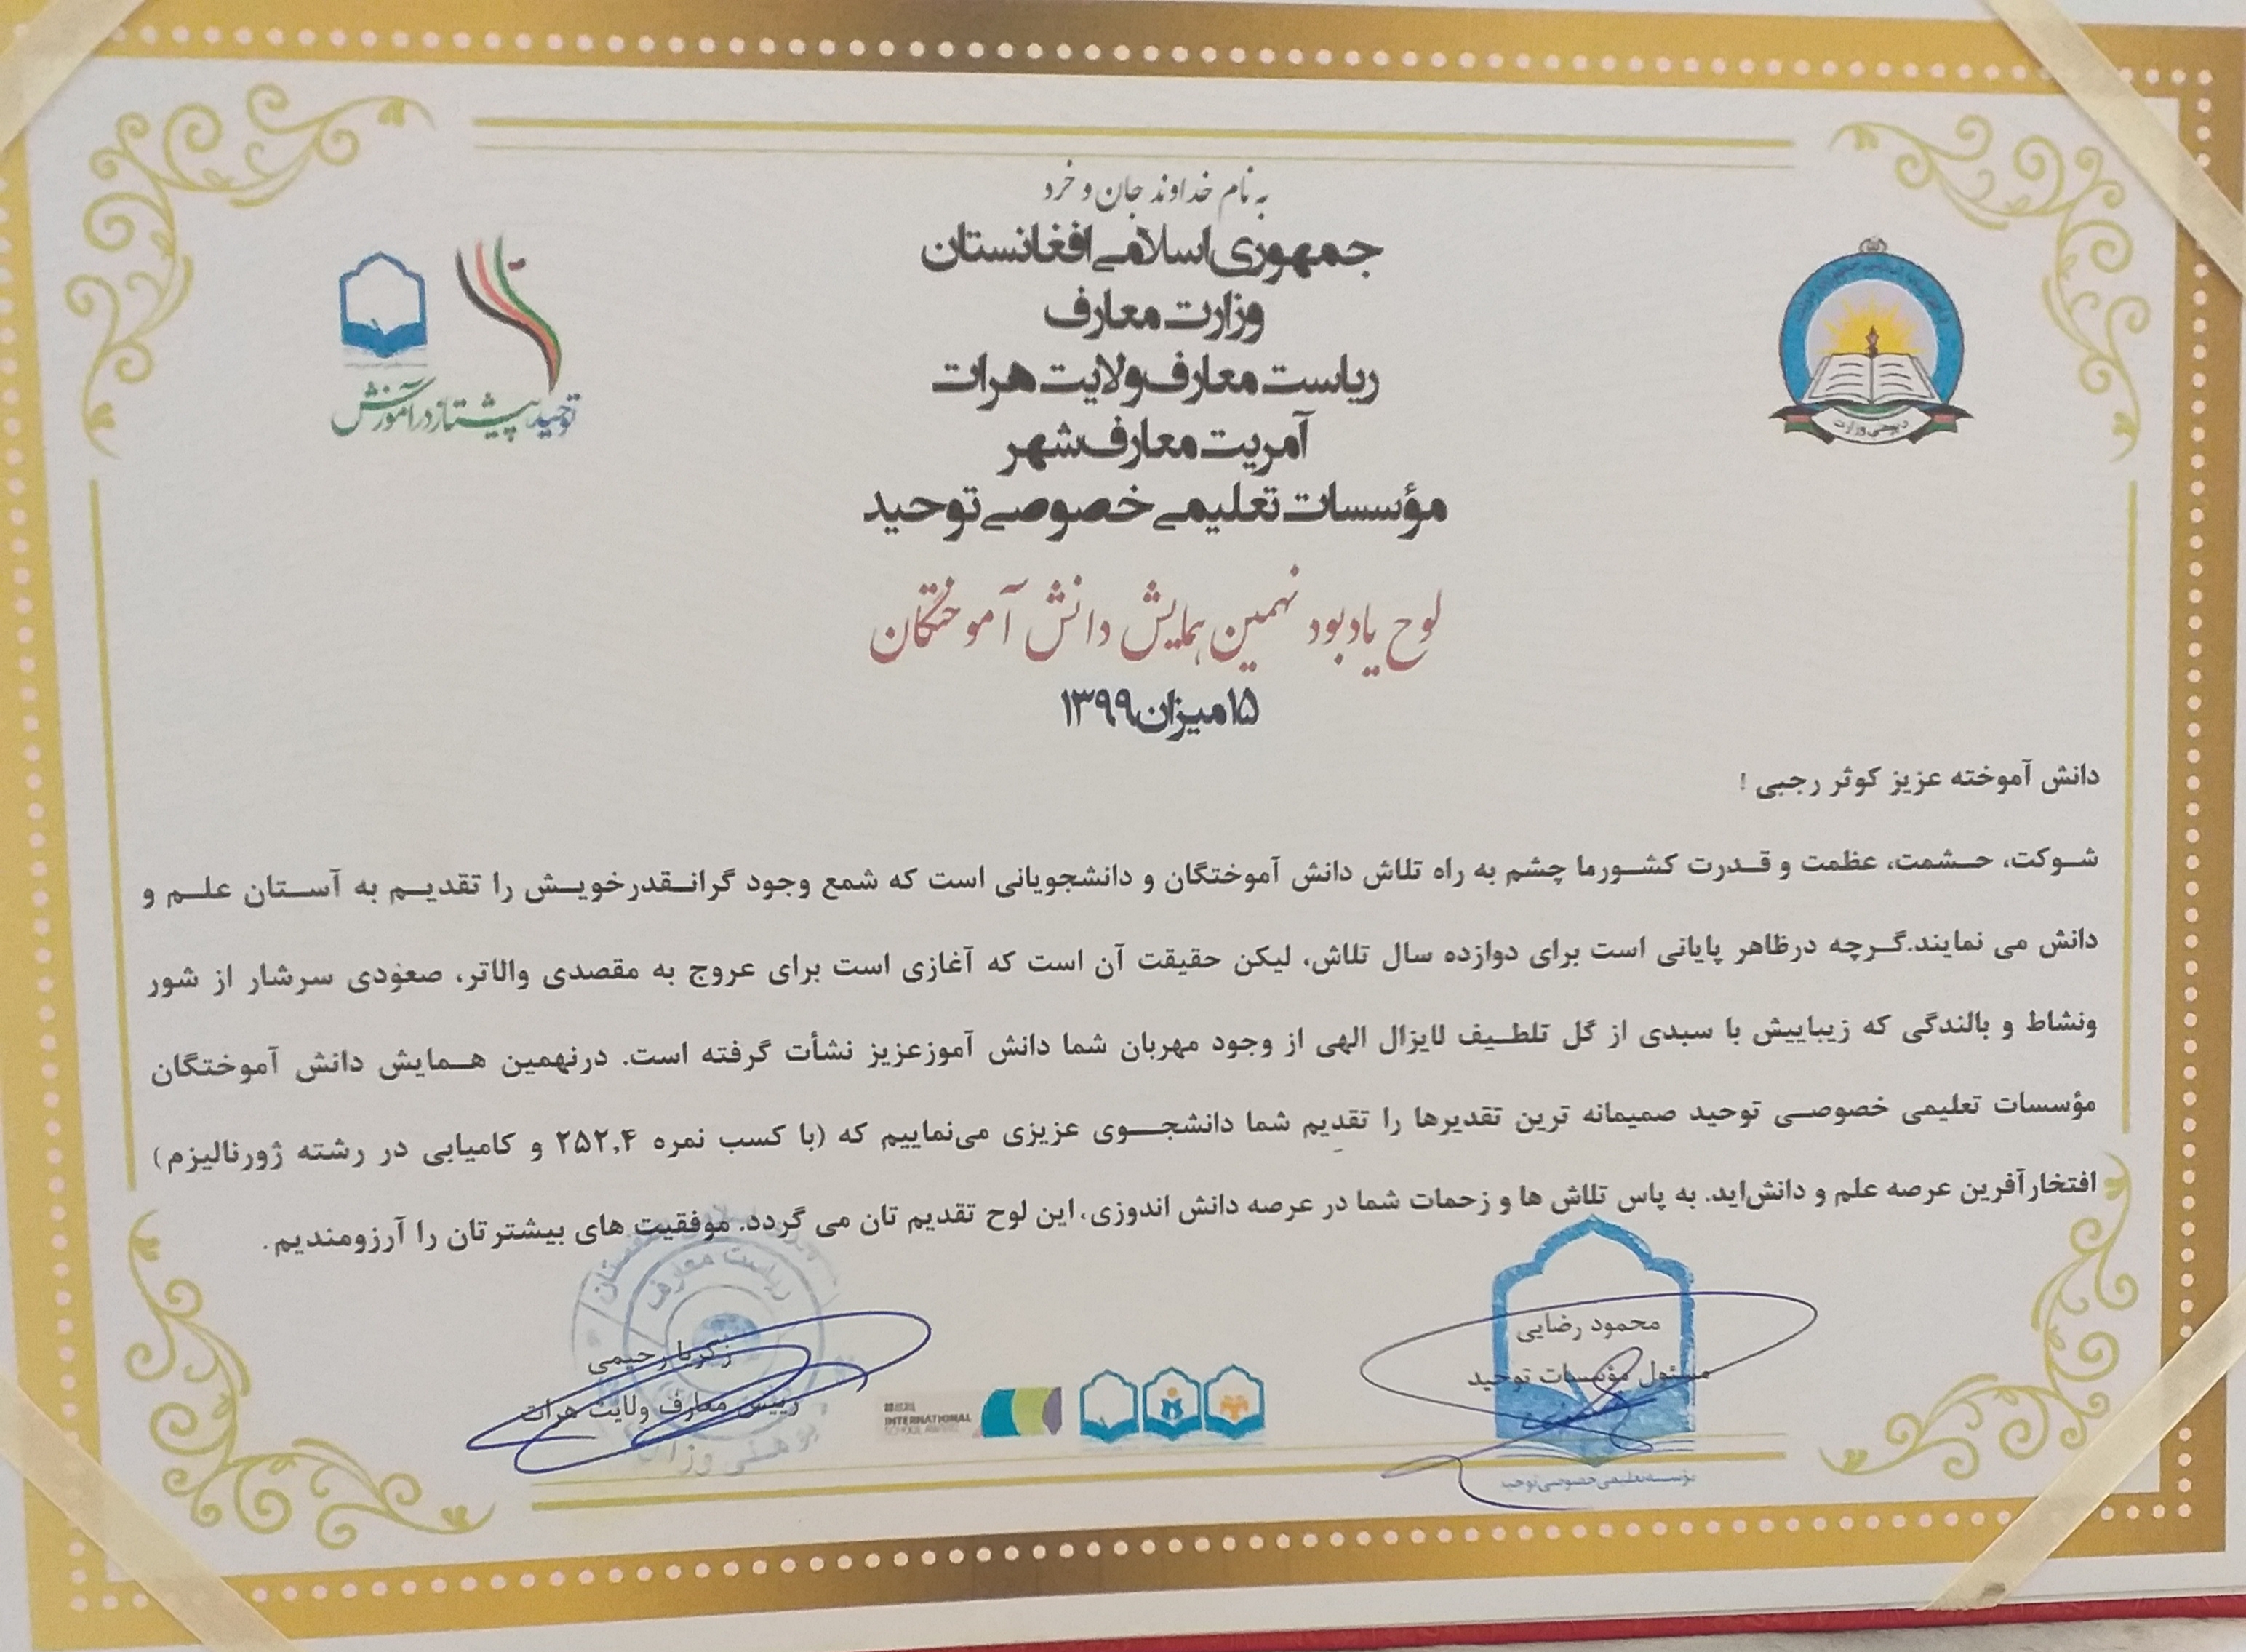 به نام خداوند جان و خرد
جمهوری اسلامی افغانستان
وزارت معارف
ریاست معارف ولایت هرات
آمریت معارف شهر
مؤسسات تعلیمی خصوصی توحید
توحید، پیشتاز در آموزش
د پوهنی وزارت
لوح یادبود نهمین همایش دانش آموختگان
۱۵ میزان ۱۳۹۹
دانش آموخته عزیز کوثر رجبی !
شوکت، حشمت، عظمت و قدرت کشورما چشم به راه تلاش دانش آموختگان و دانشجویانی است که شمع وجود گرانقدرخویش را تقدیم به آستان علم و
دانش می نمایند.گرچه درظاهر پایانی است برای دوازده سال تلاش، لیکن حقیقت آن است که آغازی است برای عروج به مقصدی والاتر، صعودی سرشار از شور
ونشاط و بالندگی که زیباییش با سبدی از گل تلطیف لایزال الهی از وجود مهربان شما دانش آموزعزیز نشأت گرفته است. درنهمین همایش دانش آموختگان
مؤسسات تعلیمی خصوصی توحید صمیمانه ترین تقدیرها را تقدیم شما دانشجوی عزیزی می‌نماییم که (با کسب نمره ۲۵۲,۴ و کامیابی در رشته ژورنالیزم)
افتخارآفرین عرصه علم و دانش‌اید. به پاس تلاش ها و زحمات شما در عرصه دانش اندوزی، این لوح تقدیم تان می گردد. موفقیت های بیشترتان را آرزومندیم.
محمود رضایی
مسئول مؤسسات توحید
مؤسسه تعلیمی خصوصی توحید
زکریا رحیمی
رییس معارف ولایت هرات
ریاست معارف
INTERNATIONAL
SCHOOL AWARD